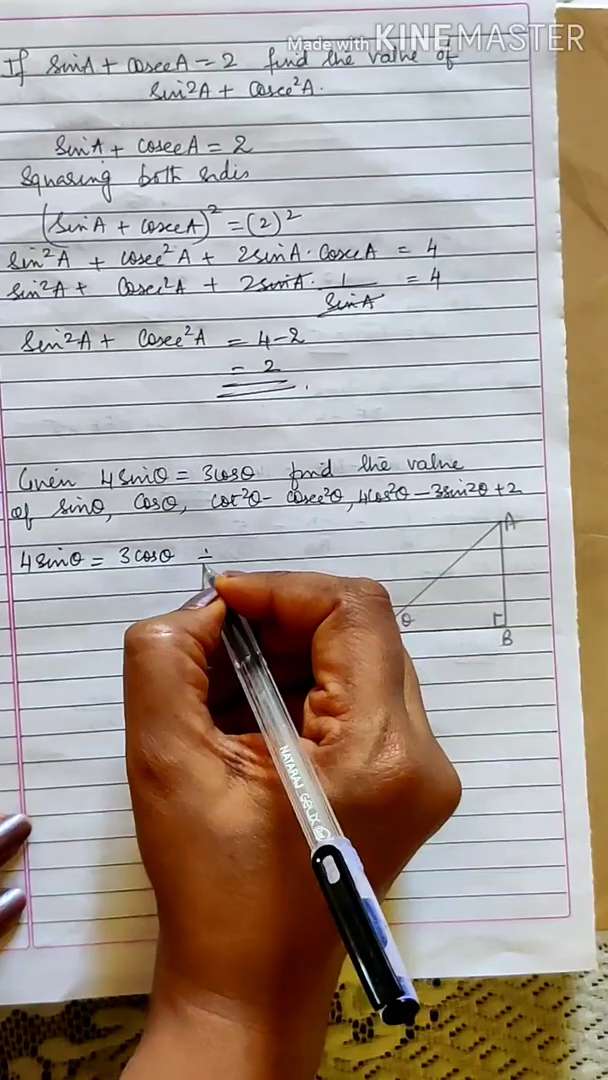 Made with KINEMASTER
If sinA + cosecA = 2 find the value of
sin²A + cosec²A.
sinA + cosecA = 2
Squaring both sides
(sinA + cosecA)² = (2)²
sin²A + cosec²A + 2sinA · cosecA = 4
sin²A + cosec²A + 2sinA · 1/sinA = 4
sin²A + cosec²A = 4-2
= 2
Given 4sinθ = 3cosθ find the value
of sinθ, cosθ, cot²θ - cosec²θ, 4cos²θ - 3sin²θ + 2
4sinθ = 3cosθ ÷
A
θ
B
NATARAJ GELIX